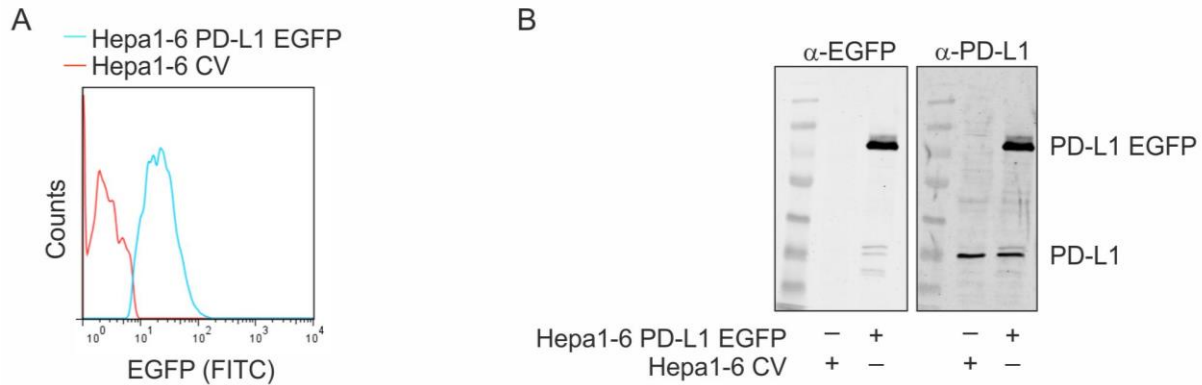 A
Hepa1-6 PD-L1 EGFP
Hepa1-6 CV
Counts
10⁰ 10¹ 10² 10³ 10⁴
EGFP (FITC)
B
α-EGFP α-PD-L1
PD-L1 EGFP
PD-L1
Hepa1-6 PD-L1 EGFP – + – +
Hepa1-6 CV + – + –